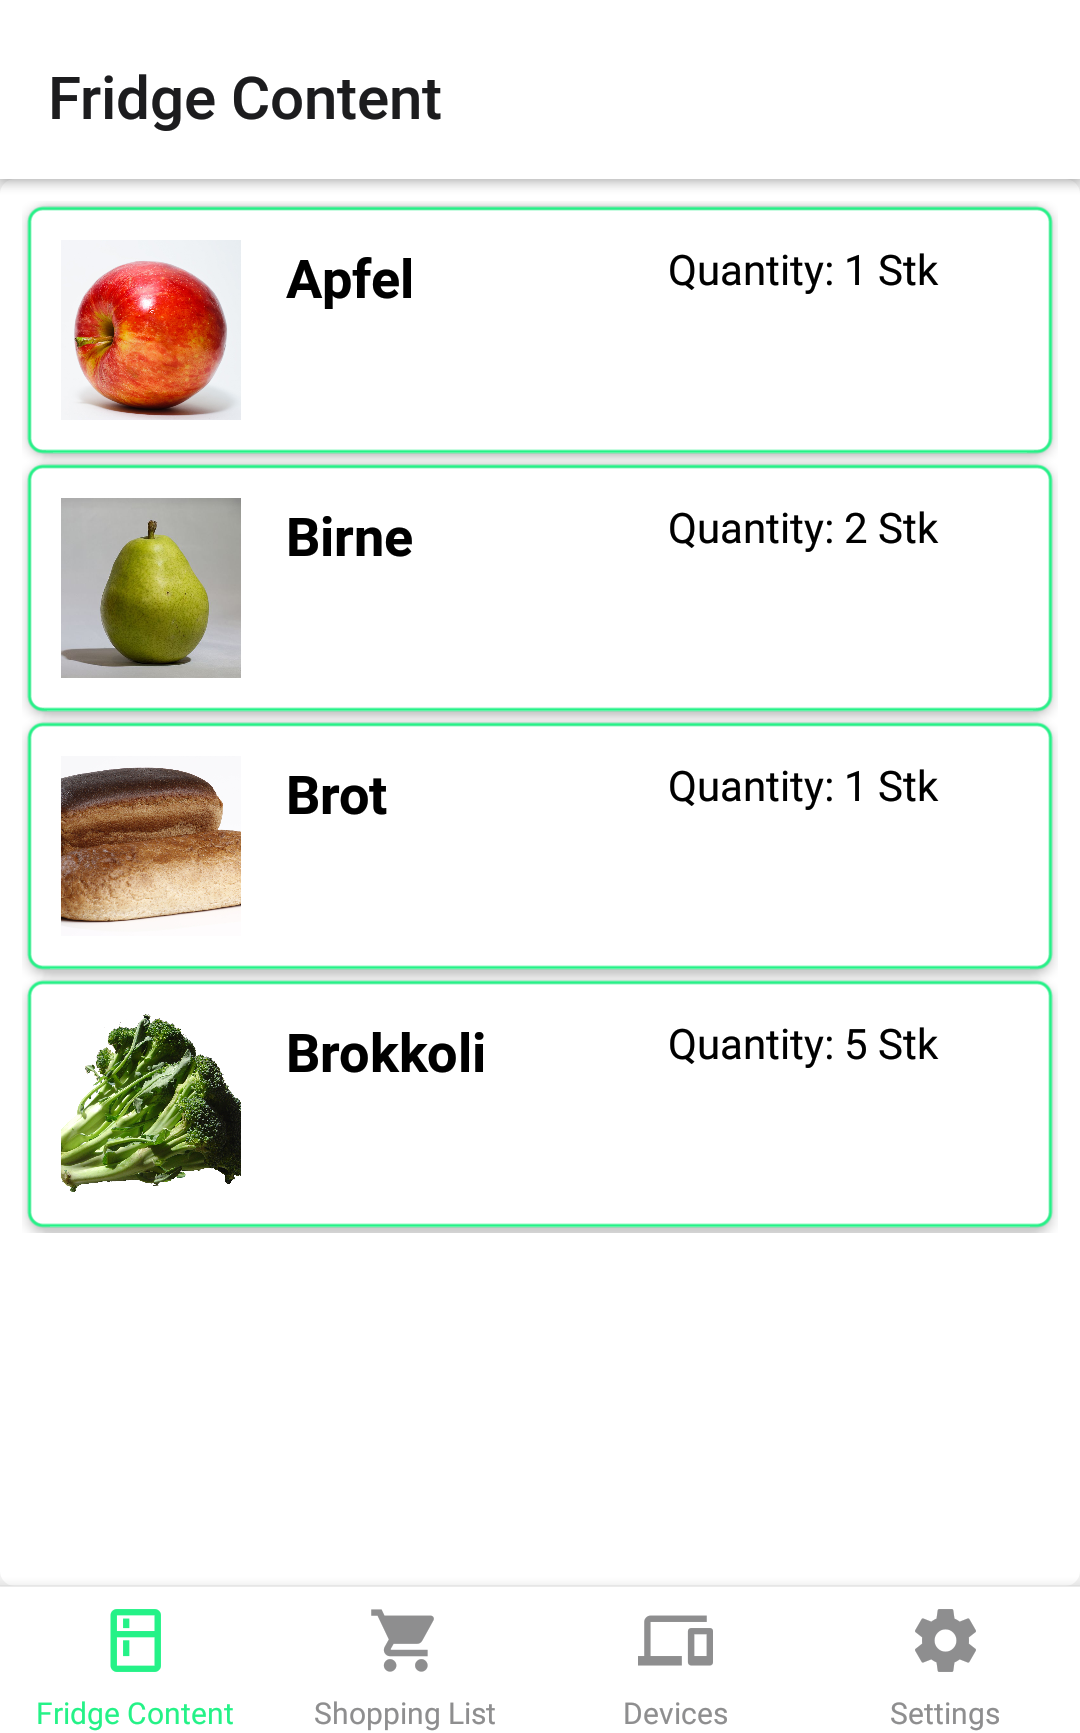 Fridge Content
Apfel
Quantity: 1 Stk
Birne
Quantity: 2 Stk
Brot
Quantity: 1 Stk
Brokkoli
Quantity: 5 Stk
Fridge Content
Shopping List
Devices
Settings